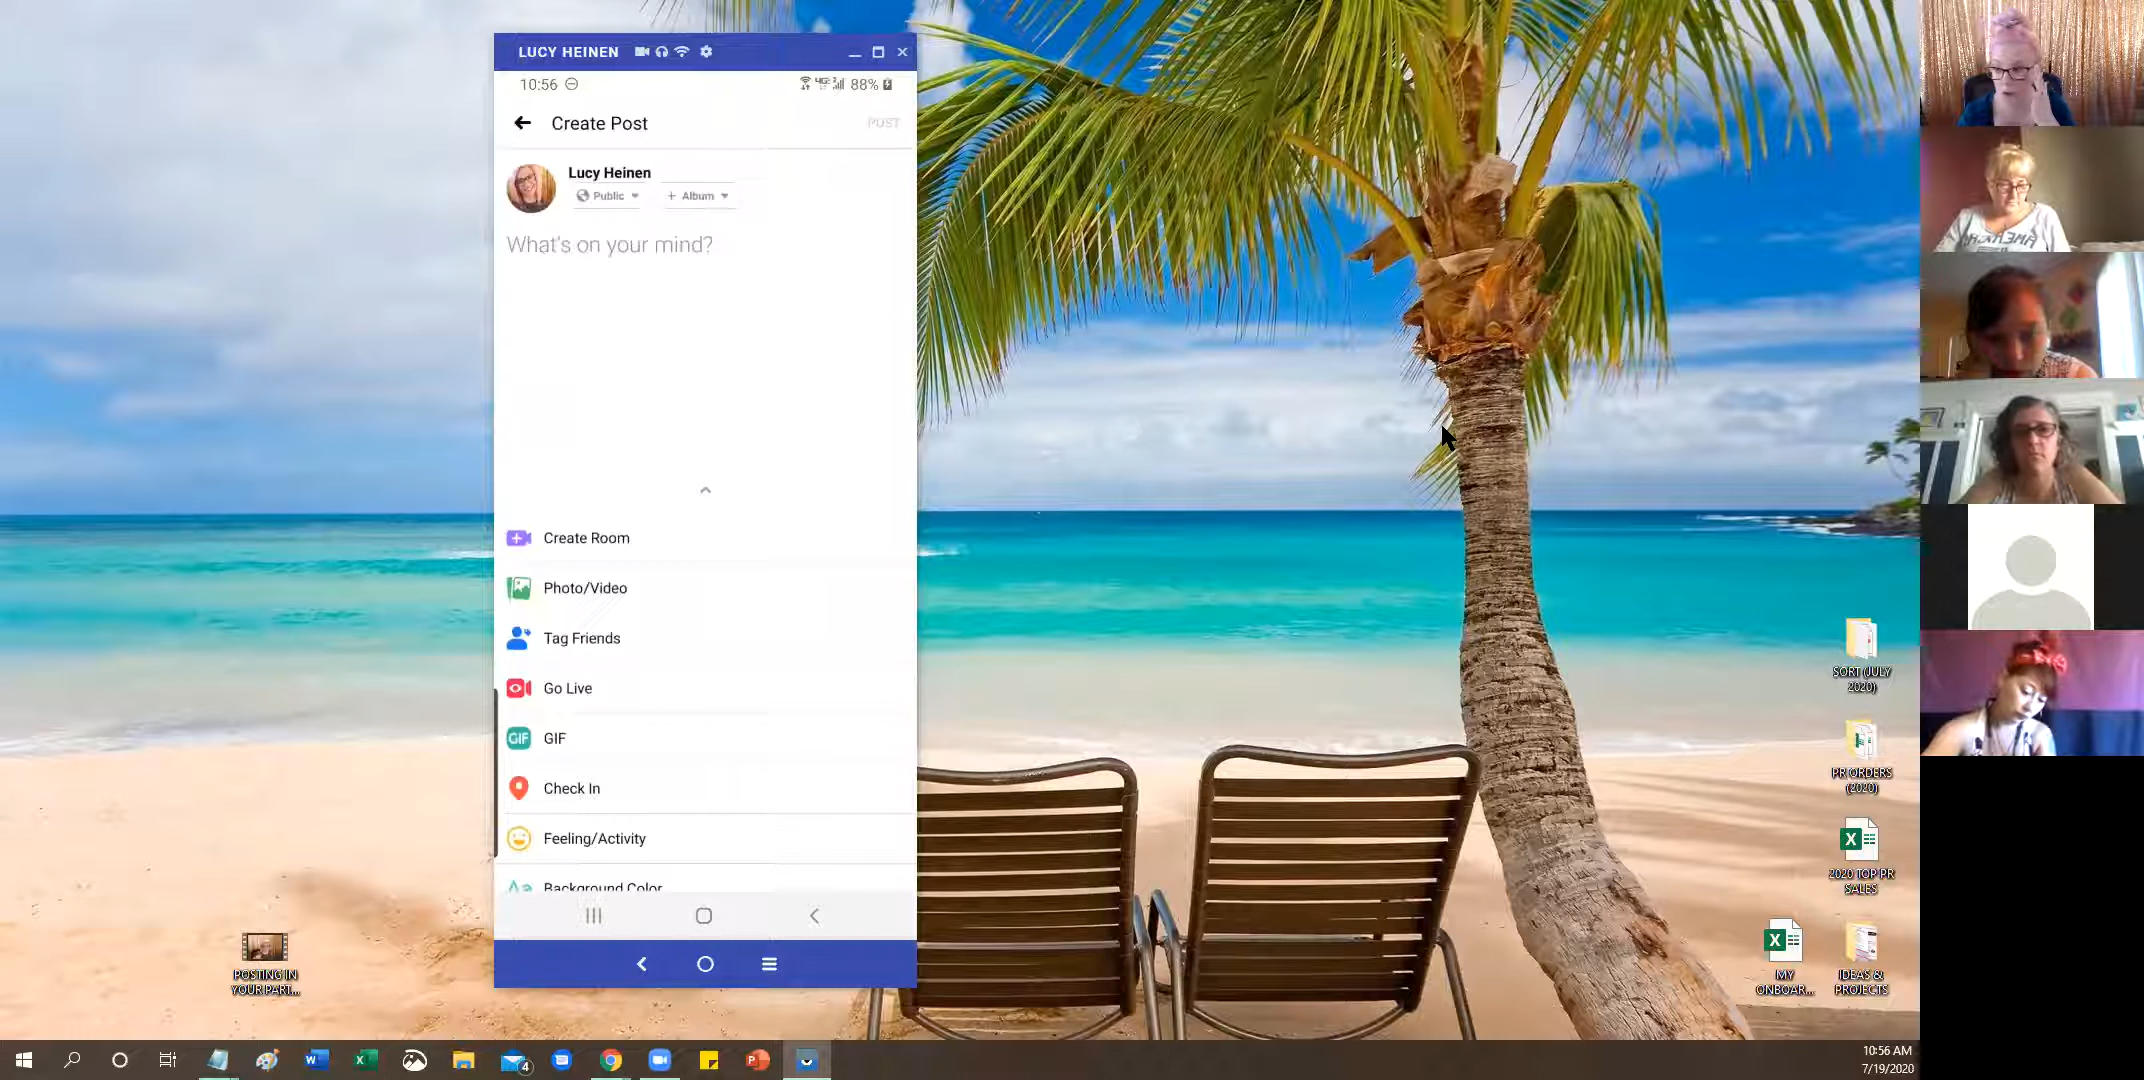 LUCY HEINEN
10:56
88%
Create Post
POST
Lucy Heinen
Public
+ Album
What's on your mind?
Create Room
Photo/Video
Tag Friends
Go Live
GIF
GIF
Check In
Feeling/Activity
Background Color
POSTING IN
YOUR PART...
SORT (JULY
2020)
PR ORDERS
(2020)
2020 TOP PR
SALES
MY
ONBOAR...
IDEAS &
PROJECTS
4
10:56 AM
7/19/2020